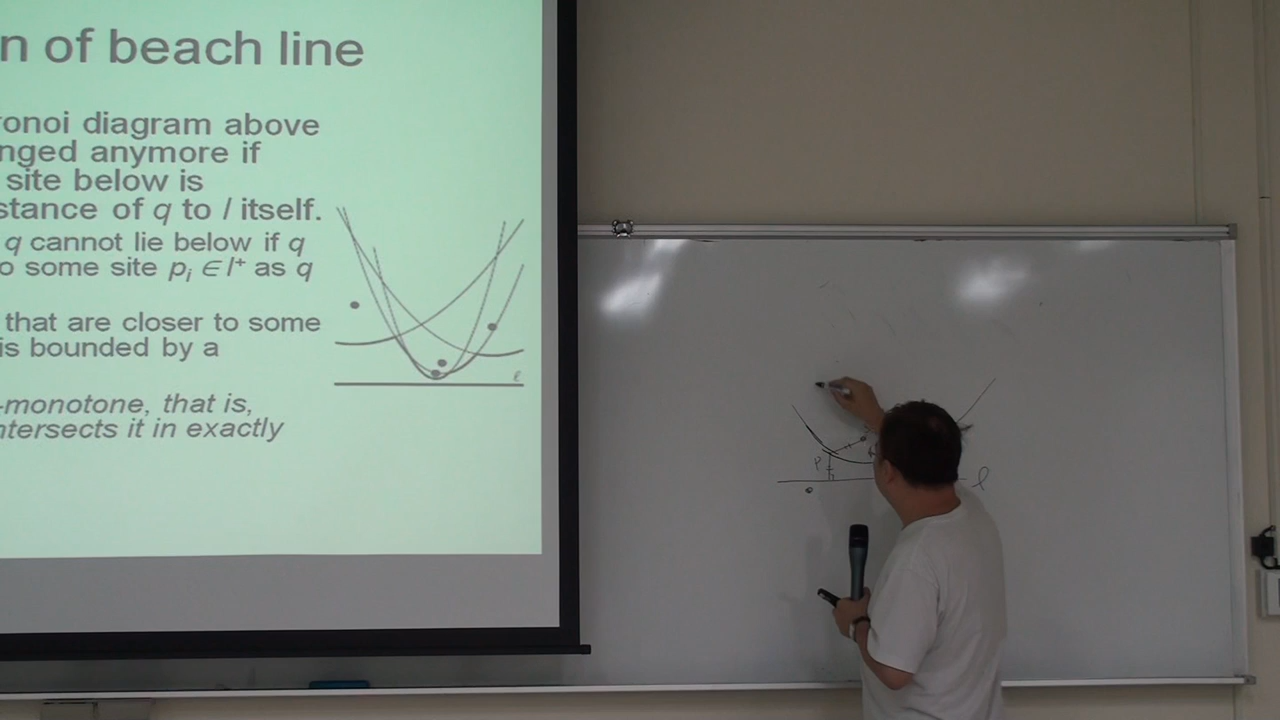 n of beach line
ronoi diagram above
nged anymore if
site below is
stance of q to l itself.
q cannot lie below if q
o some site pi ∈ l+ as q
that are closer to some
is bounded by a
-monotone, that is,
ntersects it in exactly
ℓ
P
ℓ